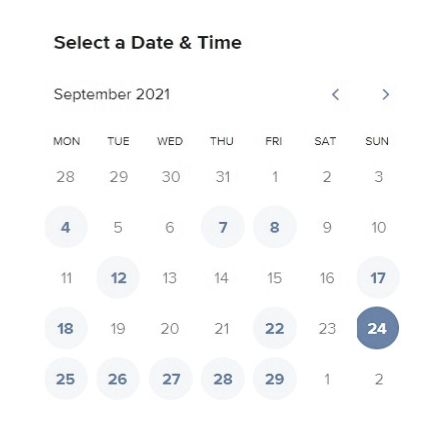 Select a Date & Time
September 2021
MON TUE WED THU FRI SAT SUN
28 29 30 31 1 2 3
4 5 6 7 8 9 10
11 12 13 14 15 16 17
18 19 20 21 22 23 24
25 26 27 28 29 1 2